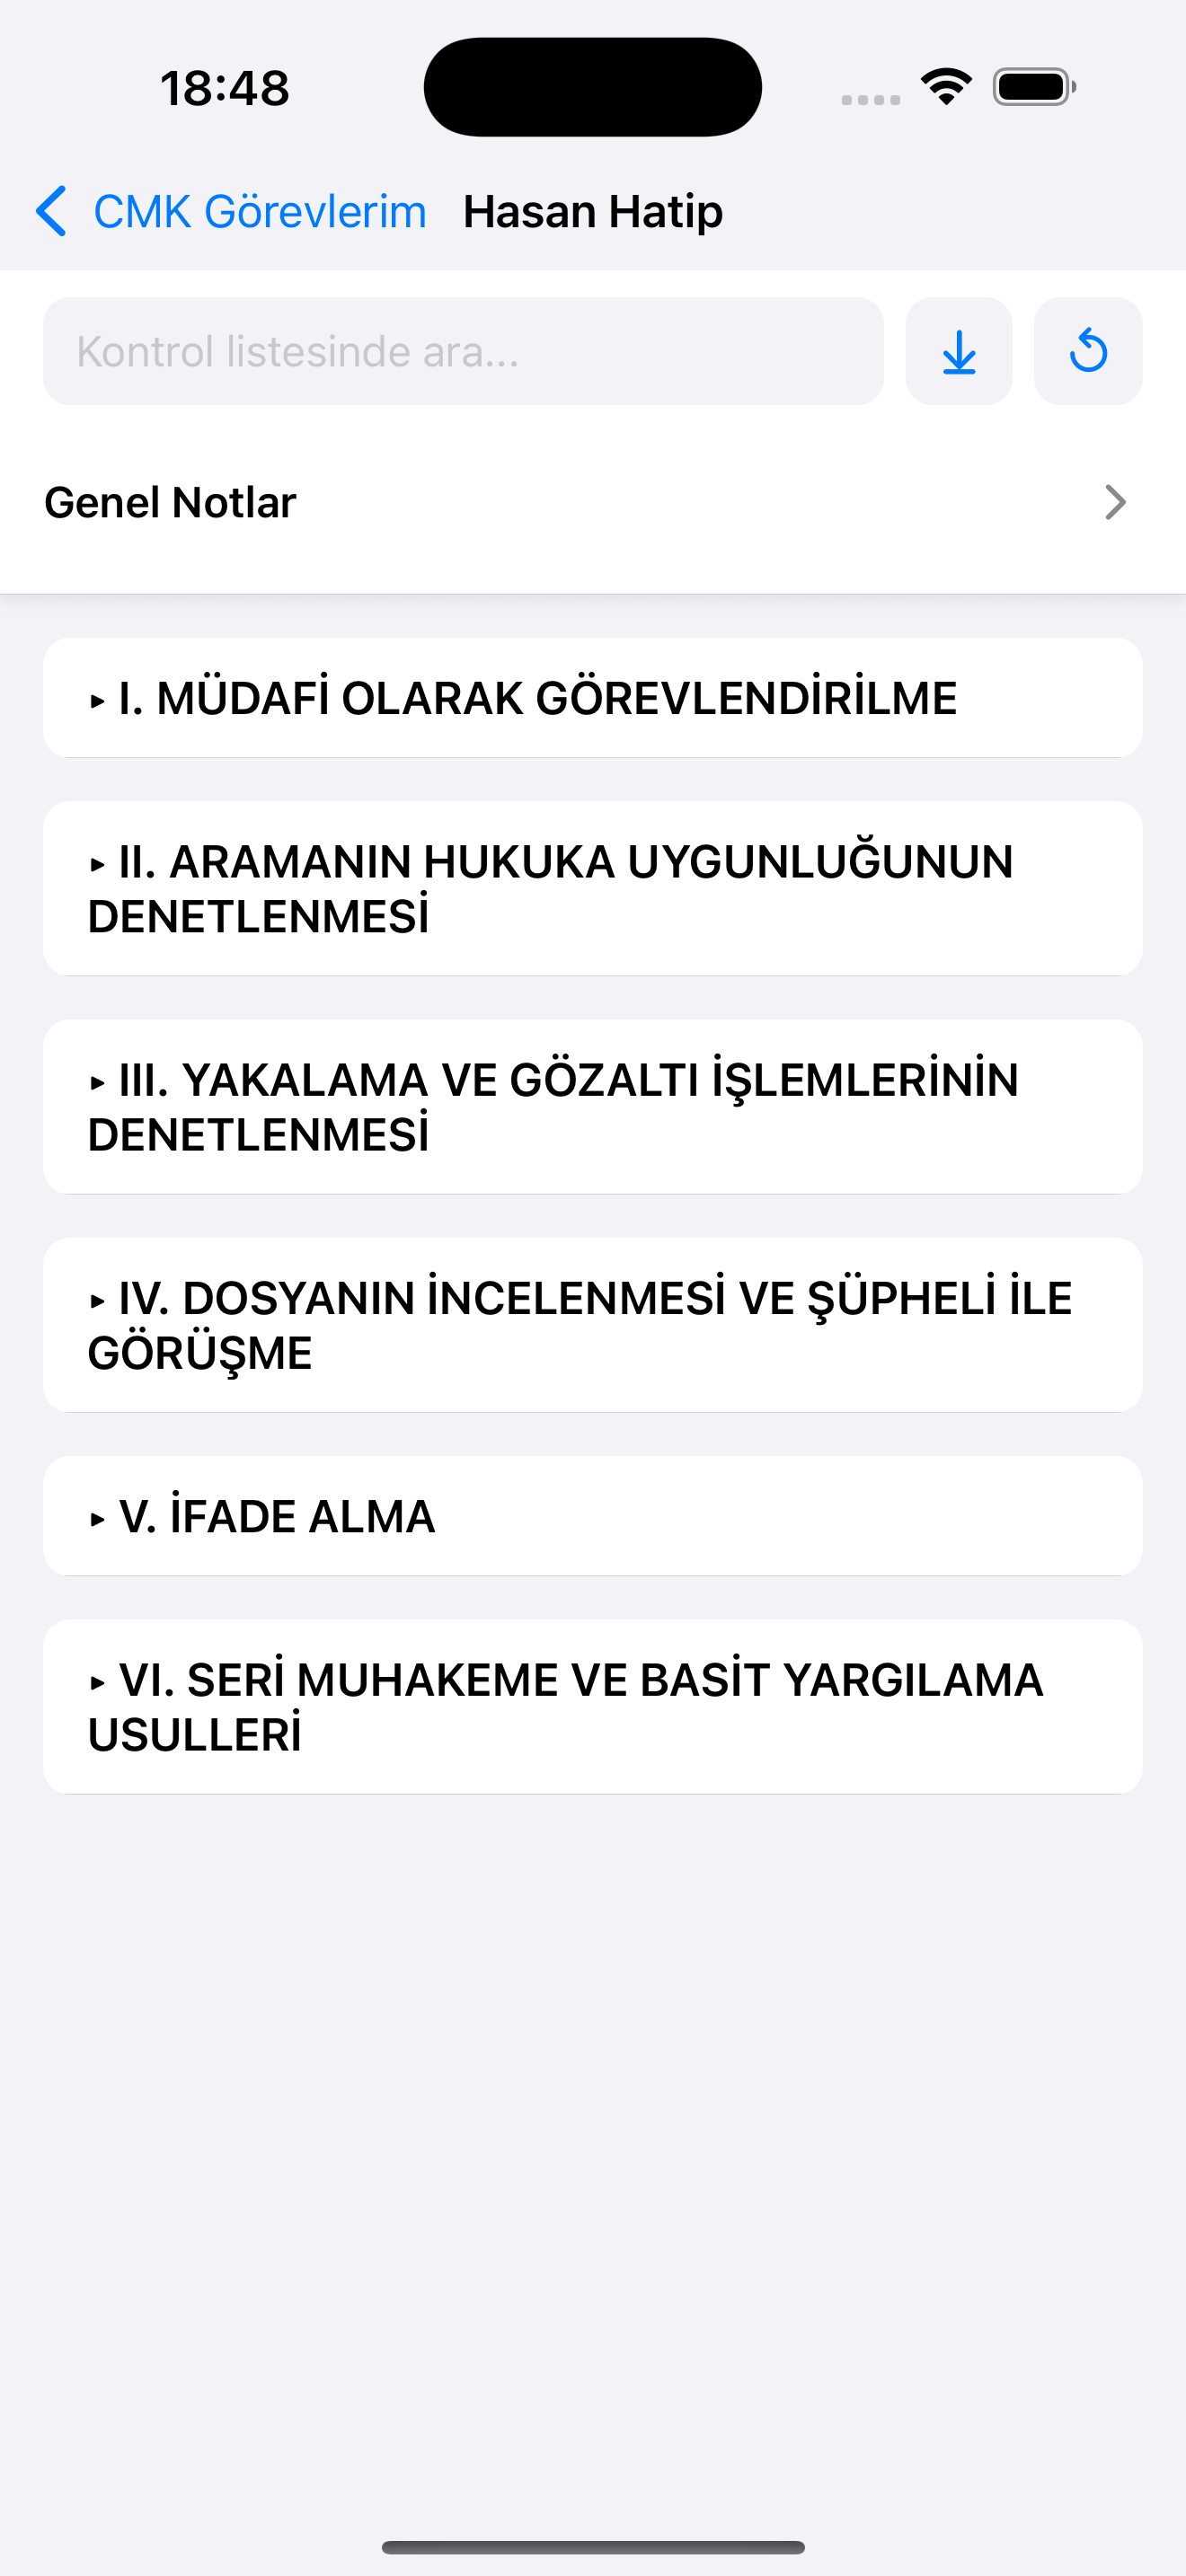 18:48
CMK Görevlerim Hasan Hatip
Kontrol listesinde ara...
Genel Notlar
▸ I. MÜDAFİ OLARAK GÖREVLENDİRİLME
▸ II. ARAMANIN HUKUKA UYGUNLUĞUNUN
DENETLENMESİ
▸ III. YAKALAMA VE GÖZALTI İŞLEMLERİNİN
DENETLENMESİ
▸ IV. DOSYANIN İNCELENMESİ VE ŞÜPHELİ İLE
GÖRÜŞME
▸ V. İFADE ALMA
▸ VI. SERİ MUHAKEME VE BASİT YARGILAMA
USULLERİ